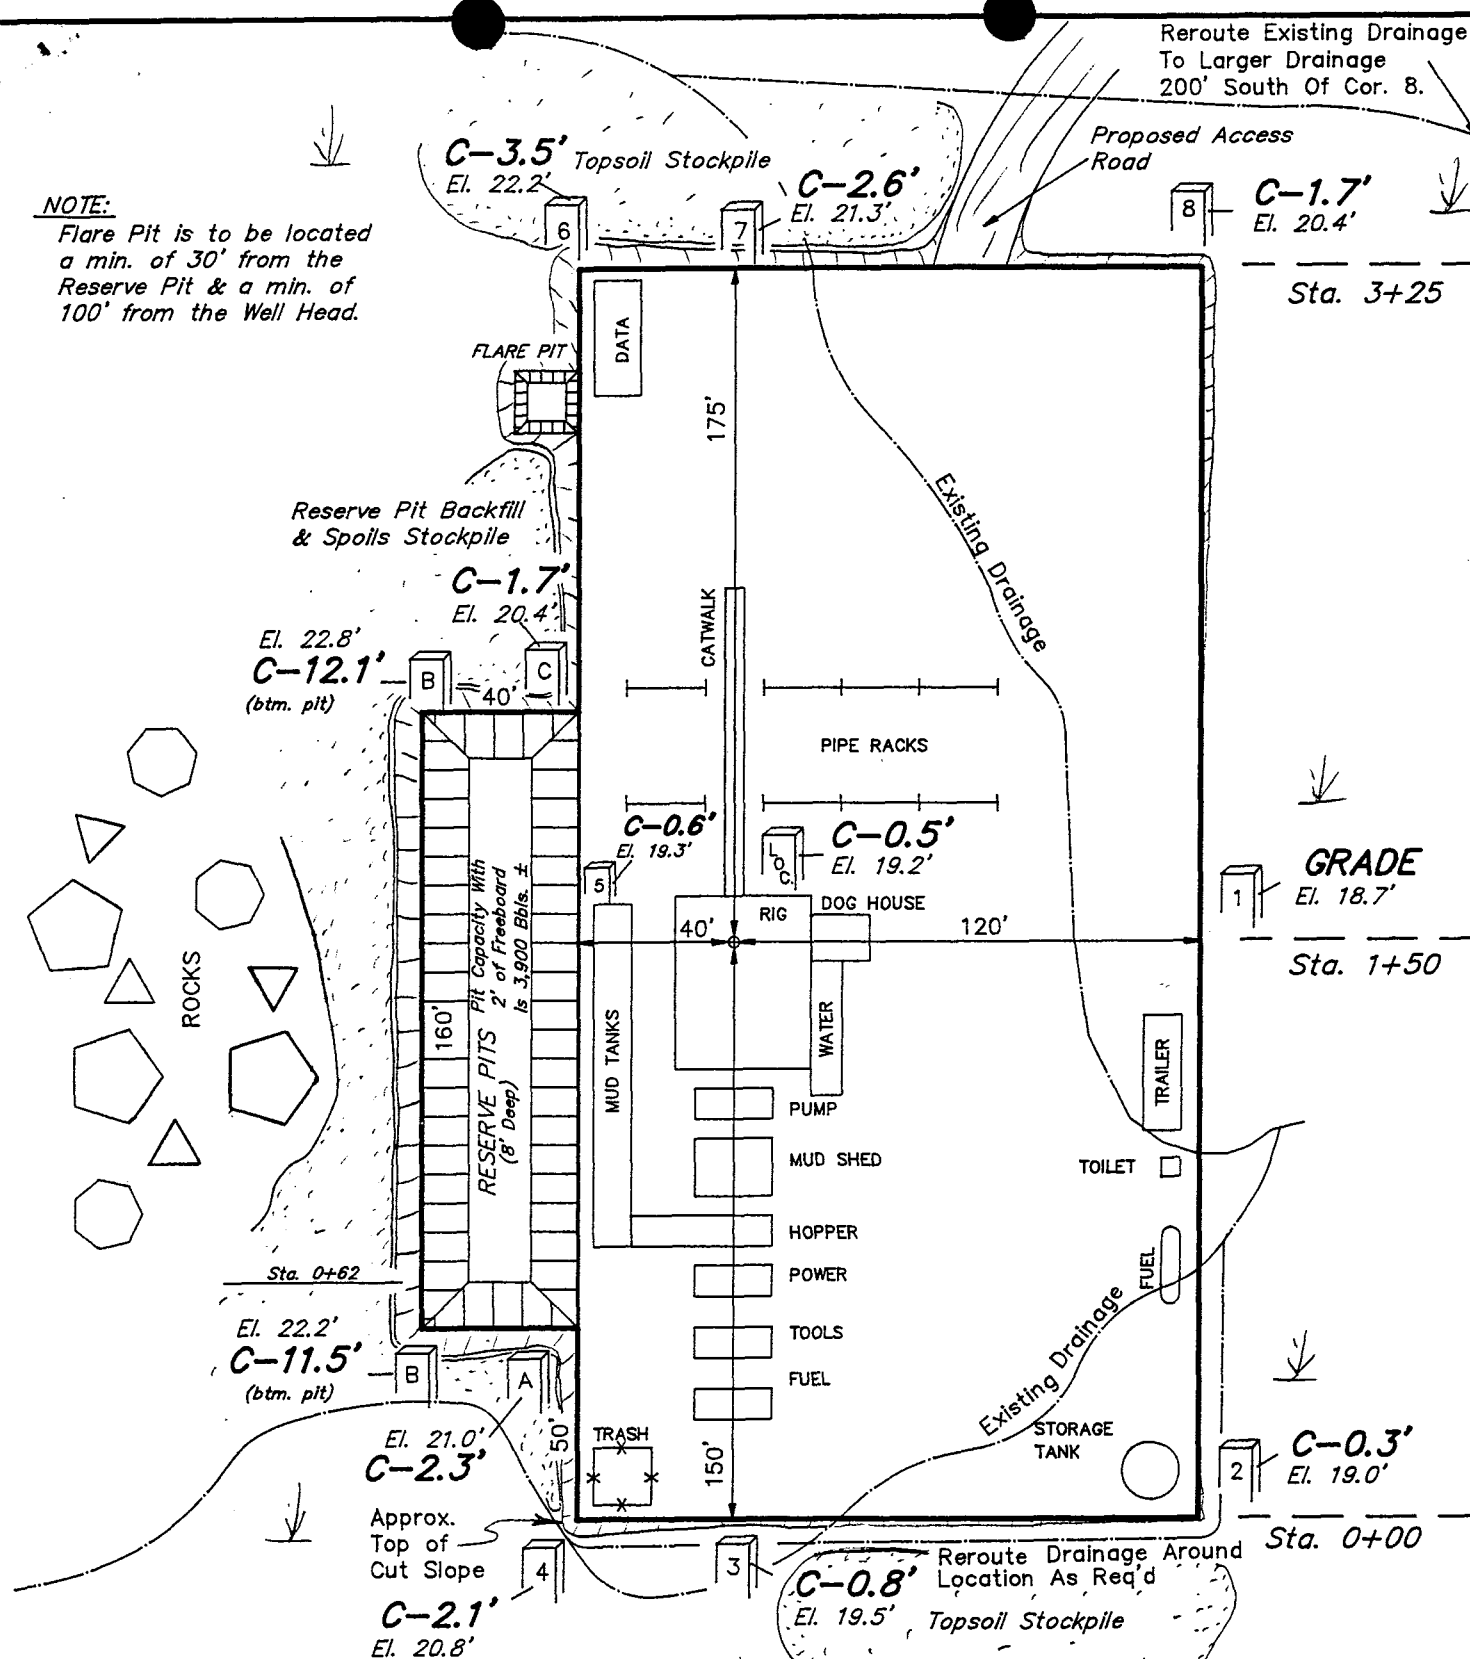 Reroute Existing Drainage
To Larger Drainage
200' South Of Cor. 8.
Proposed Access
Road
C-3.5'
El. 22.2'
Topsoil Stockpile
C-2.6'
El. 21.3'
C-1.7'
El. 20.4'
6
7
8
Sta. 3+25
NOTE:
Flare Pit is to be located
a min. of 30' from the
Reserve Pit & a min. of
100' from the Well Head.
FLARE PIT
DATA
175'
Existing Drainage
Reserve Pit Backfill
& Spoils Stockpile
C-1.7'
El. 20.4'
El. 22.8'
C-12.1'
(btm. pit)
B
C
40'
CATWALK
PIPE RACKS
C-0.6'
El. 19.3'
5
LOC.
C-0.5'
El. 19.2'
RIG
DOG HOUSE
40'
120'
1
GRADE
El. 18.7'
Sta. 1+50
ROCKS
160'
RESERVE PITS
(8' Deep)
Pit Capacity With
2' of Freeboard
Is 3,900 Bbls. ±
MUD TANKS
WATER
TRAILER
PUMP
MUD SHED
TOILET
HOPPER
POWER
FUEL
TOOLS
FUEL
Existing Drainage
Sta. 0+62
El. 22.2'
C-11.5'
(btm. pit)
B
A
El. 21.0'
C-2.3'
50'
TRASH
150'
STORAGE
TANK
2
C-0.3'
El. 19.0'
Sta. 0+00
Approx.
Top of
Cut Slope
4
C-2.1'
El. 20.8'
3
C-0.8'
El. 19.5'
Reroute Drainage Around
Location As Req'd
Topsoil Stockpile